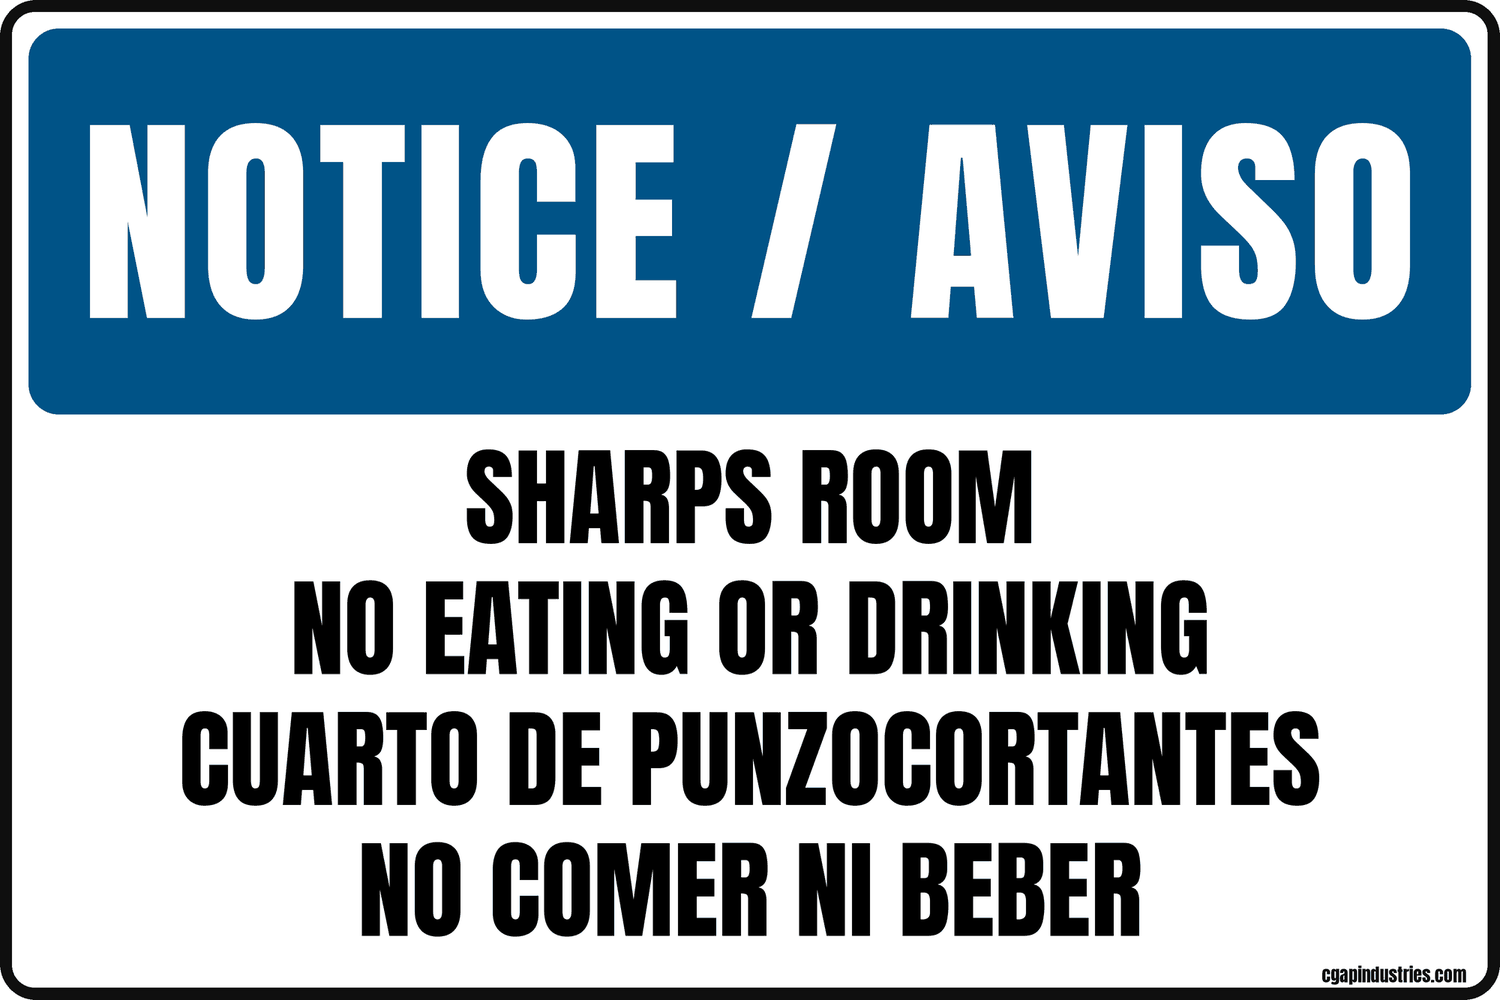 NOTICE / AVISO
SHARPS ROOM
NO EATING OR DRINKING
CUARTO DE PUNZOCORTANTES
NO COMER NI BEBER
cgapindustries.com